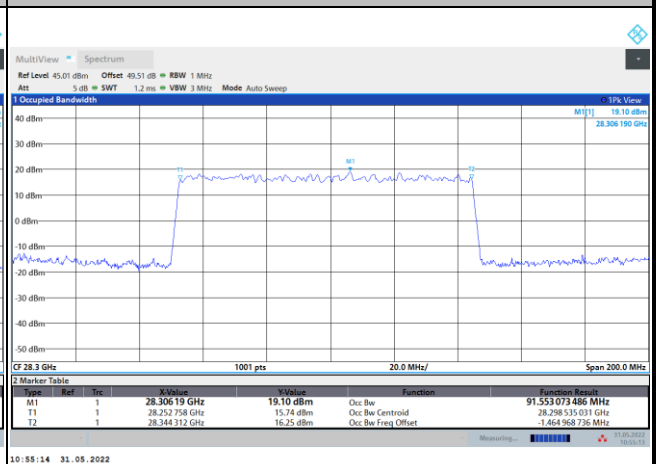 MultiView Spectrum
Ref Level 45.01 dBm Offset 49.51 dB RBW 1 MHz
Att 5 dB SWT 1.2 ms VBW 3 MHz Mode Auto Sweep
1 Occupied Bandwidth 1Pk View
M1[1] 19.10 dBm
28.306 190 GHz
40 dBm
30 dBm
M1
20 dBm
T1 T2
10 dBm
0 dBm
-10 dBm
-20 dBm
-30 dBm
-40 dBm
-50 dBm
CF 28.3 GHz 1001 pts 20.0 MHz/ Span 200.0 MHz
2 Marker Table
Type Ref Trc X-Value Y-Value Function Function Result
M1 1 28.306 19 GHz 19.10 dBm Occ Bw 91.553 073 486 MHz
T1 1 28.252 758 GHz 15.74 dBm Occ Bw Centroid 28.298 535 031 GHz
T2 1 28.344 312 GHz 16.25 dBm Occ Bw Freq Offset -1.464 968 736 MHz
Measuring... 31.05.2022
10:55:13
10:55:14 31.05.2022